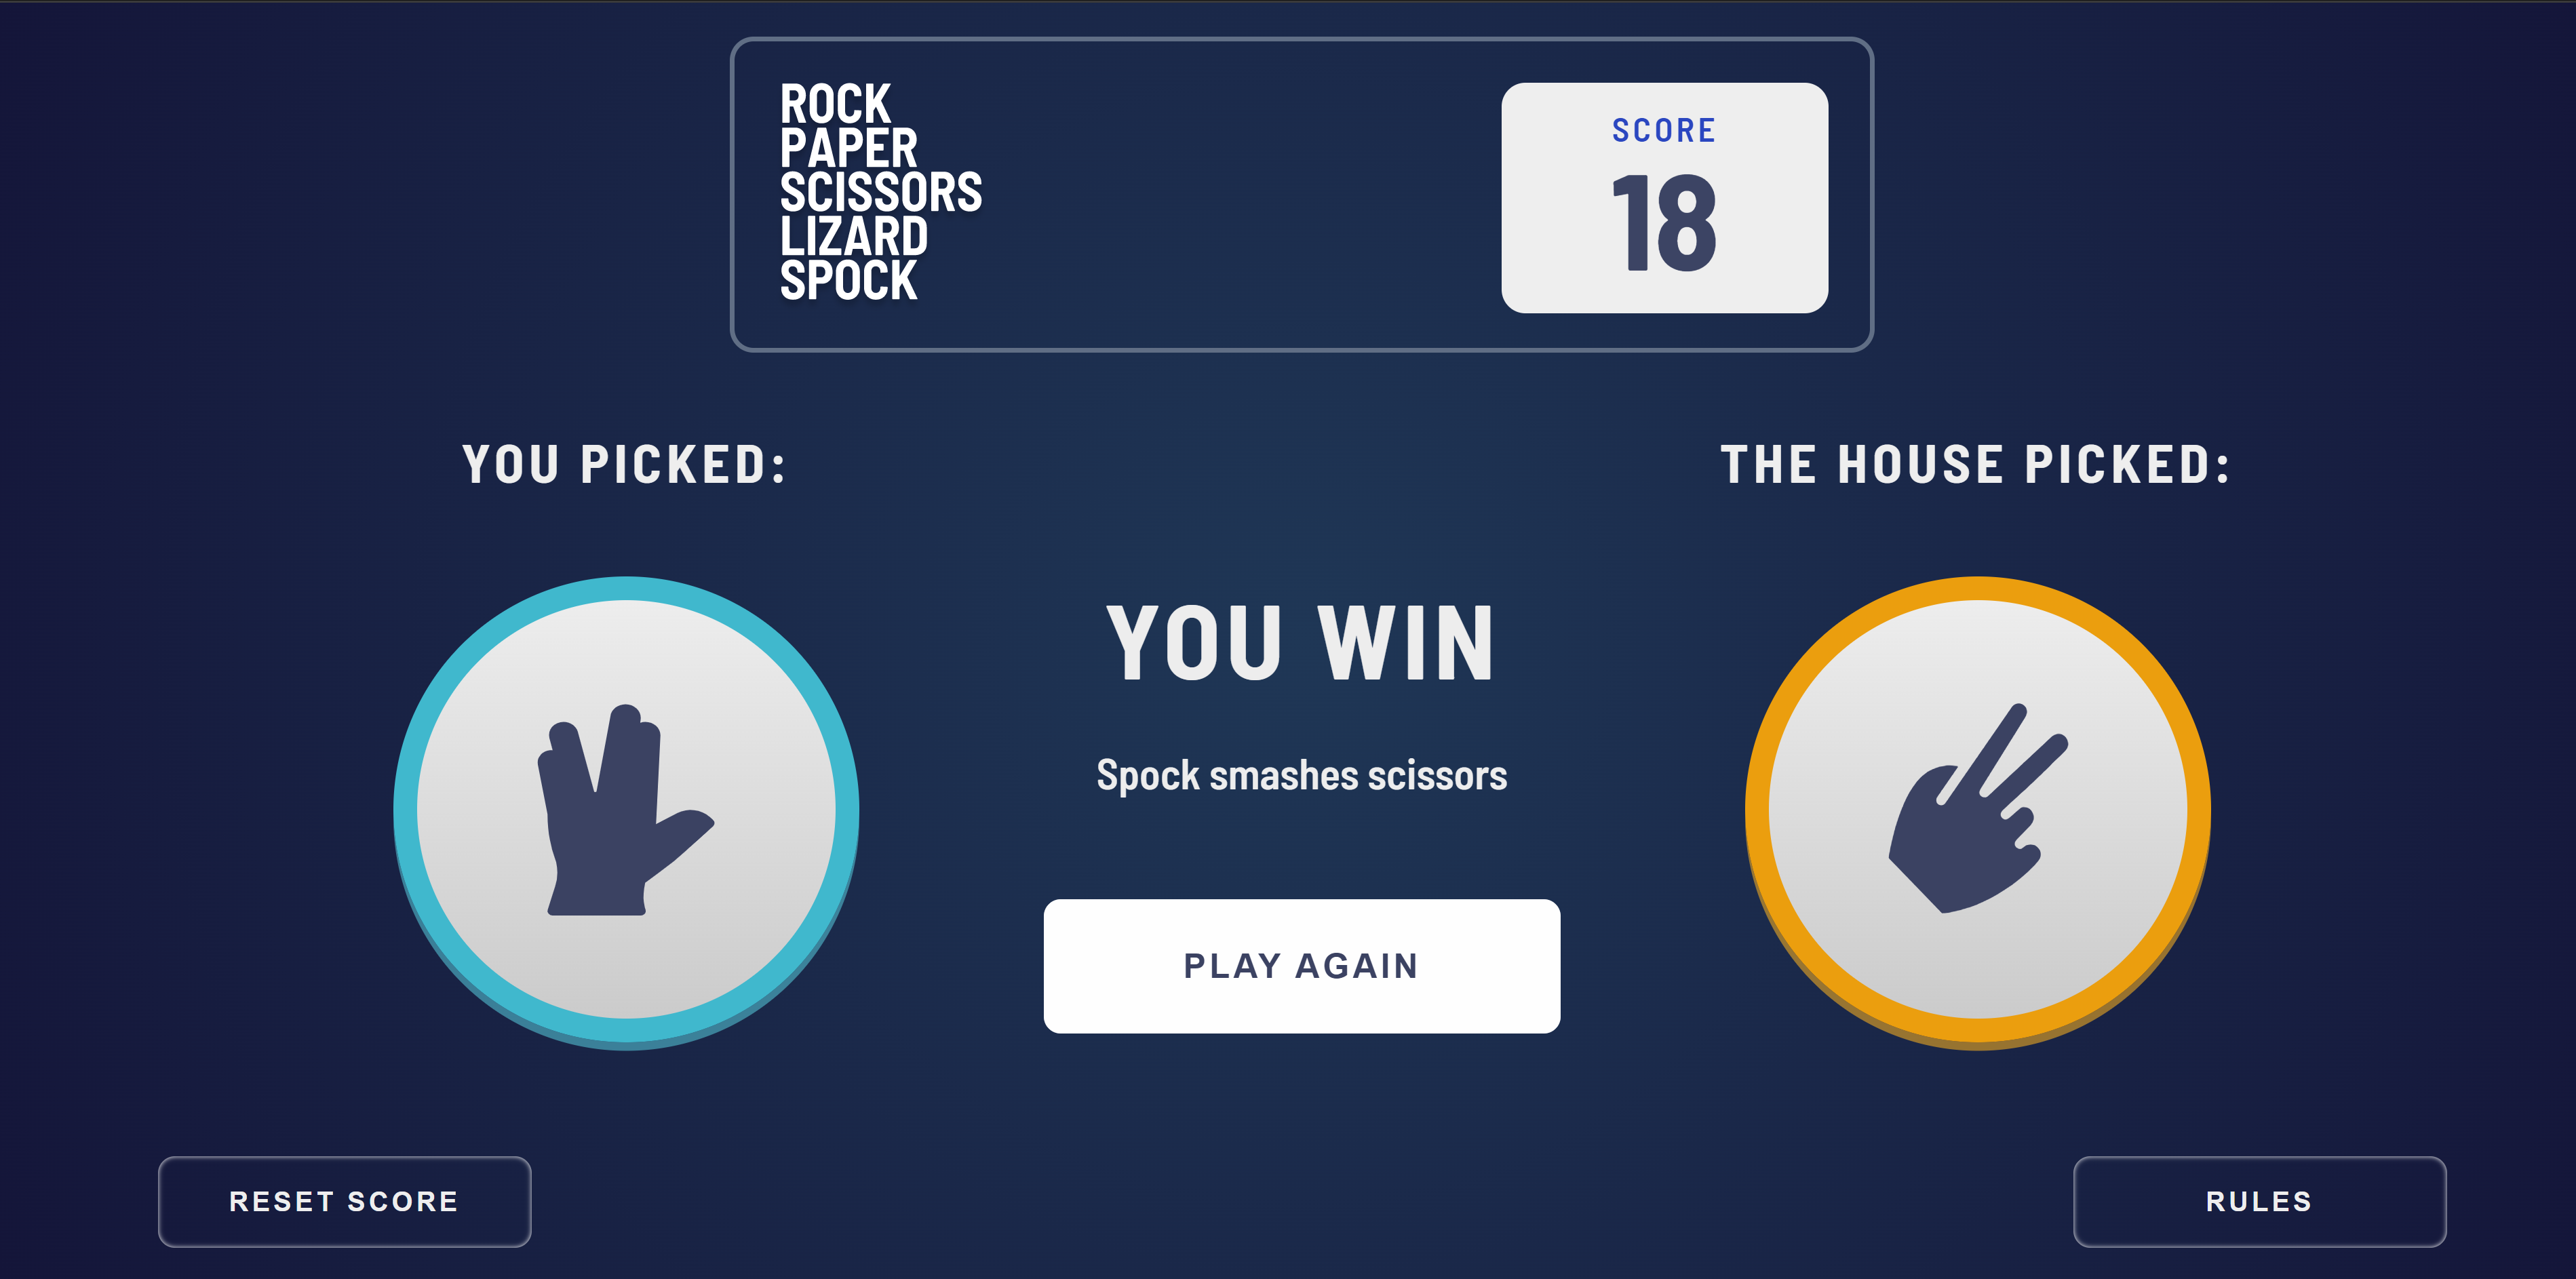 ROCK
PAPER
SCISSORS
LIZARD
SPOCK
SCORE
18
YOU PICKED:
THE HOUSE PICKED:
YOU WIN
Spock smashes scissors
PLAY AGAIN
RESET SCORE
RULES